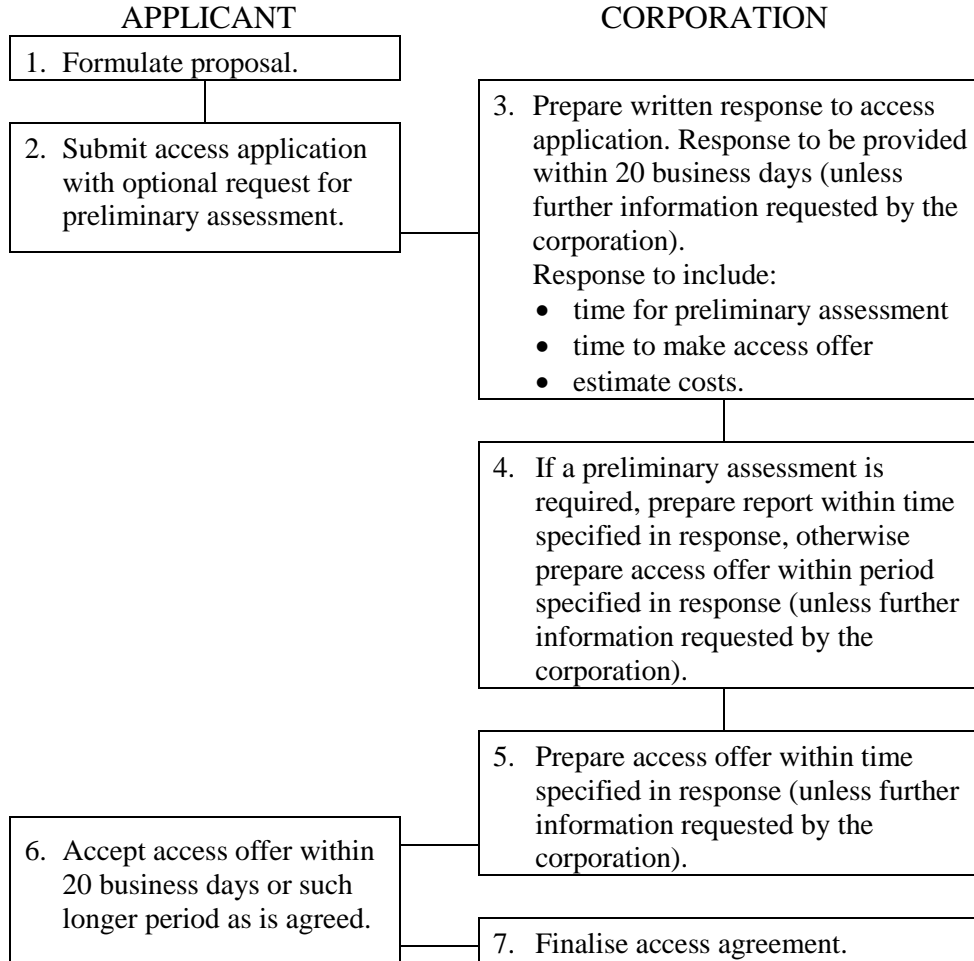 APPLICANT
CORPORATION
1. Formulate proposal.
2. Submit access application
with optional request for
preliminary assessment.
3. Prepare written response to access
application. Response to be provided
within 20 business days (unless
further information requested by the
corporation).
Response to include:
• time for preliminary assessment
• time to make access offer
• estimate costs.
4. If a preliminary assessment is
required, prepare report within time
specified in response, otherwise
prepare access offer within period
specified in response (unless further
information requested by the
corporation).
5. Prepare access offer within time
specified in response (unless further
information requested by the
corporation).
6. Accept access offer within
20 business days or such
longer period as is agreed.
7. Finalise access agreement.